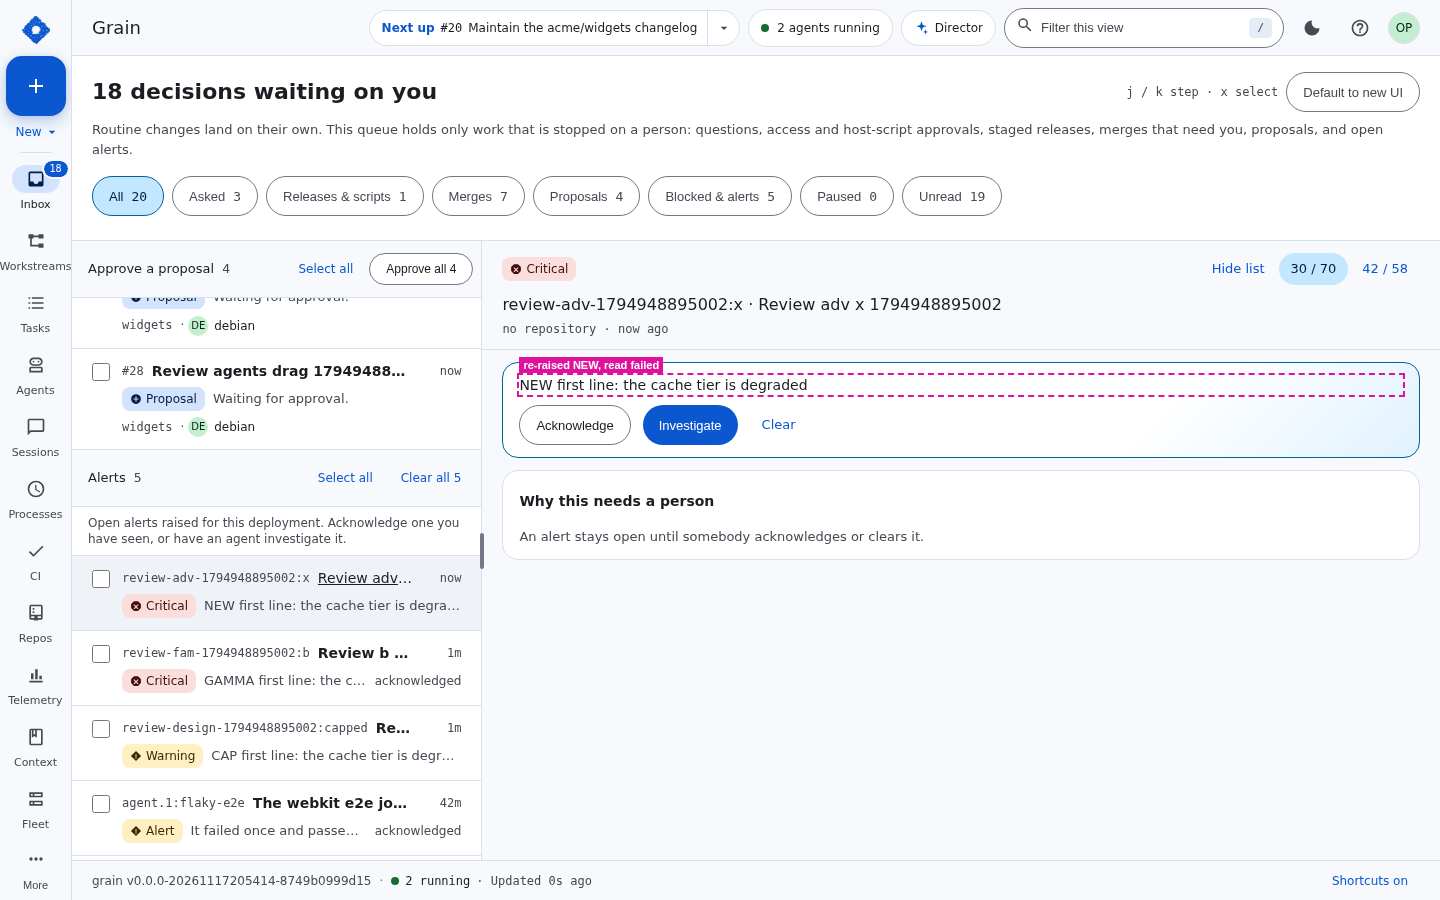 Grain
Next up #20 Maintain the acme/widgets changelog
2 agents running
Director
Filter this view
/
OP
New
18
Inbox
Workstreams
Tasks
Agents
Sessions
Processes
CI
Repos
Telemetry
Context
Fleet
More
18 decisions waiting on you
j / k step · x select
Default to new UI
Routine changes land on their own. This queue holds only work that is stopped on a person: questions, access and host-script approvals, staged releases, merges that need you, proposals, and open
alerts.
All 20
Asked 3
Releases & scripts 1
Merges 7
Proposals 4
Blocked & alerts 5
Paused 0
Unread 19
Approve a proposal 4
Select all
Approve all 4
Proposal Waiting for approval.
widgets · DE debian
#28 Review agents drag 17949488… now
Proposal Waiting for approval.
widgets · DE debian
Alerts 5
Select all
Clear all 5
Open alerts raised for this deployment. Acknowledge one you
have seen, or have an agent investigate it.
review-adv-1794948895002:x Review adv… now
Critical NEW first line: the cache tier is degra…
review-fam-1794948895002:b Review b … 1m
Critical GAMMA first line: the c… acknowledged
review-design-1794948895002:capped Re… 1m
Warning CAP first line: the cache tier is degr…
agent.1:flaky-e2e The webkit e2e jo… 42m
Alert It failed once and passe… acknowledged
Critical
Hide list
30 / 70
42 / 58
review-adv-1794948895002:x · Review adv x 1794948895002
no repository · now ago
re-raised NEW, read failed
NEW first line: the cache tier is degraded
Acknowledge
Investigate
Clear
Why this needs a person
An alert stays open until somebody acknowledges or clears it.
grain v0.0.0-20261117205414-8749b0999d15 · 2 running · Updated 0s ago
Shortcuts on